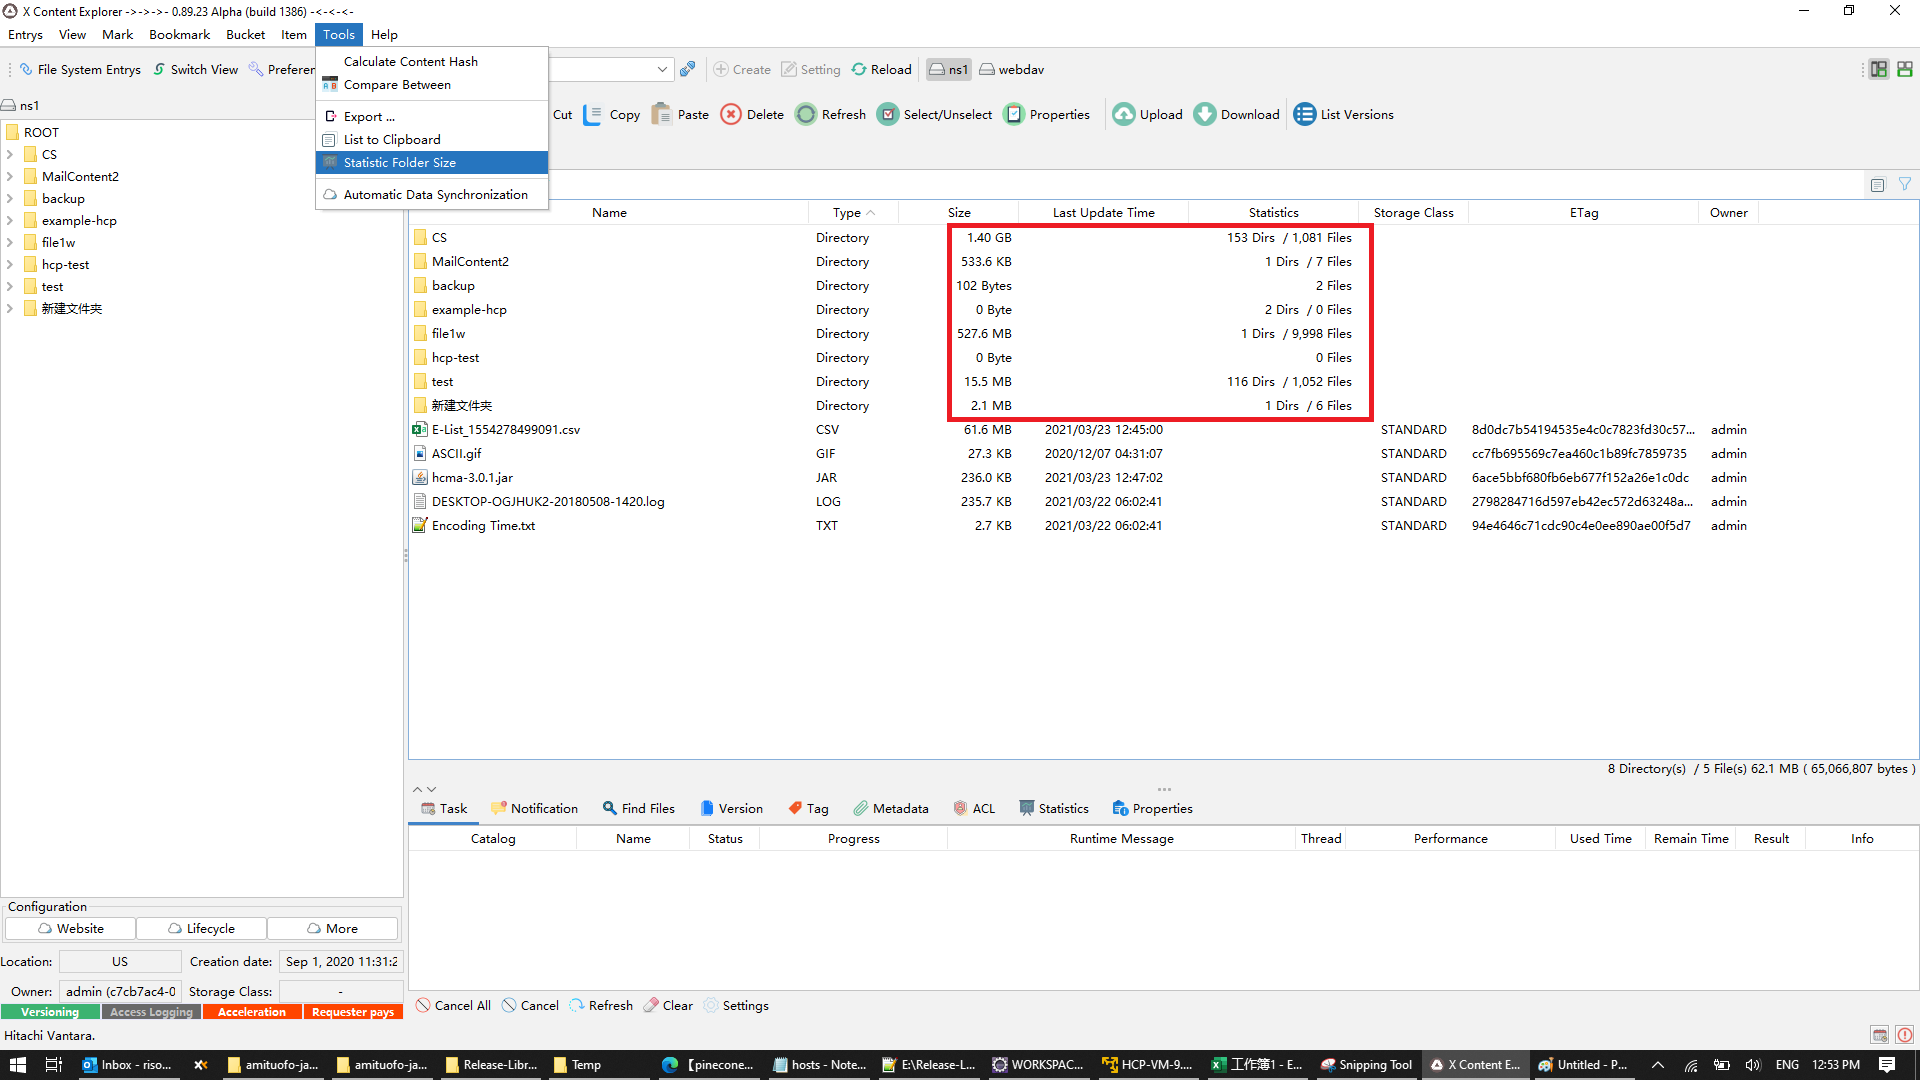 X Content Explorer ->->->- 0.89.23 Alpha (build 1386) -<-<-<-
Entrys View Mark Bookmark Bucket Item Tools Help
File System Entrys Switch View Preferen
Create Setting Reload ns1 webdav
Calculate Content Hash
Compare Between
Export ...
List to Clipboard
Statistic Folder Size
Automatic Data Synchronization
Cut Copy Paste Delete Refresh Select/Unselect Properties Upload Download List Versions
ns1
ROOT
CS
MailContent2
backup
example-hcp
file1w
hcp-test
test
新建文件夹
Name Type Size Last Update Time Statistics Storage Class ETag Owner
CS Directory 1.40 GB 153 Dirs / 1,081 Files
MailContent2 Directory 533.6 KB 1 Dirs / 7 Files
backup Directory 102 Bytes 2 Files
example-hcp Directory 0 Byte 2 Dirs / 0 Files
file1w Directory 527.6 MB 1 Dirs / 9,998 Files
hcp-test Directory 0 Byte 0 Files
test Directory 15.5 MB 116 Dirs / 1,052 Files
新建文件夹 Directory 2.1 MB 1 Dirs / 6 Files
E-List_1554278499091.csv CSV 61.6 MB 2021/03/23 12:45:00 STANDARD 8d0dc7b54194535e4c0c7823fd30c57... admin
ASCII.gif GIF 27.3 KB 2020/12/07 04:31:07 STANDARD cc7fb695569c7ea460c1b89fc7859735 admin
hcma-3.0.1.jar JAR 236.0 KB 2021/03/23 12:47:02 STANDARD 6ace5bbf680fb6eb677f152a26e1c0dc admin
DESKTOP-OGJHUK2-20180508-1420.log LOG 235.7 KB 2021/03/22 06:02:41 STANDARD 2798284716d597eb42ec572d63248a... admin
Encoding Time.txt TXT 2.7 KB 2021/03/22 06:02:41 STANDARD 94e4646c71cdc90c4e0ee890ae00f5d7 admin
8 Directory(s) / 5 File(s) 62.1 MB ( 65,066,807 bytes )
Task Notification Find Files Version Tag Metadata ACL Statistics Properties
Catalog Name Status Progress Runtime Message Thread Performance Used Time Remain Time Result Info
Configuration
Website Lifecycle More
Location: US Creation date: Sep 1, 2020 11:31:2
Owner: admin (c7cb7ac4-0 Storage Class: -
Versioning Access Logging Acceleration Requester pays
Cancel All Cancel Refresh Clear Settings
Hitachi Vantara.
Inbox - riso... amituofo-ja... amituofo-ja... Release-Libr... Temp 【pinecone... hosts - Note... E:\Release-L... WORKSPAC... HCP-VM-9.... 工作簿1 - E... Snipping Tool X Content E... Untitled - P... ENG 12:53 PM